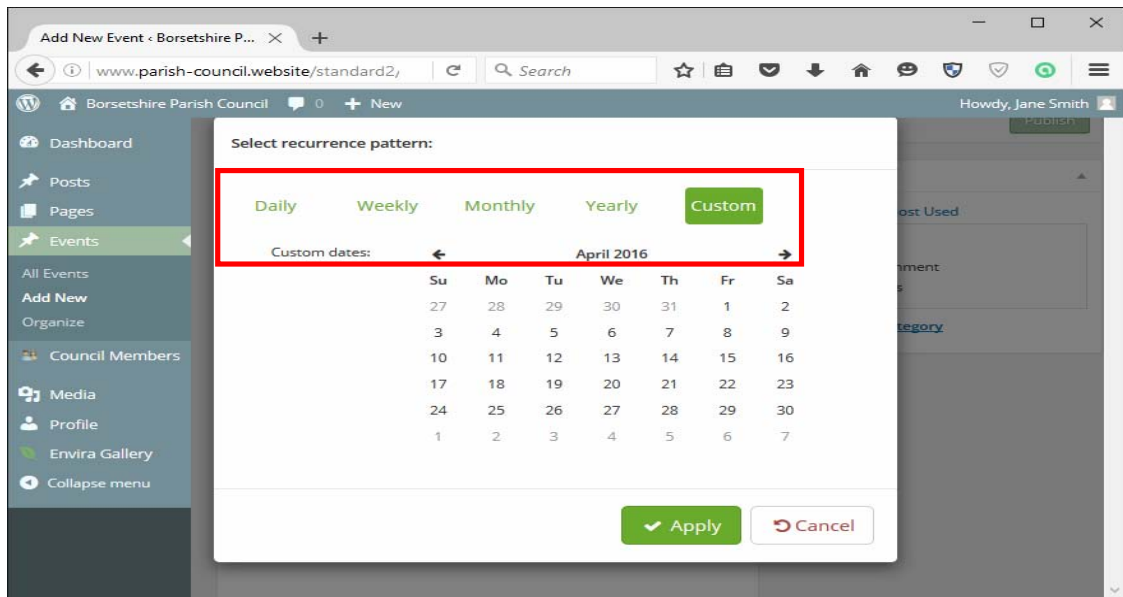 Add New Event ‹ Borsetshire P...
www.parish-council.website/standard2/
Search
Borsetshire Parish Council 0 New
Howdy, Jane Smith
Dashboard
Posts
Pages
Events
All Events
Add New
Organize
Council Members
Media
Profile
Envira Gallery
Collapse menu
Publish
Select recurrence pattern:
Daily Weekly Monthly Yearly Custom
Custom dates: April 2016
Su Mo Tu We Th Fr Sa
27 28 29 30 31 1 2
3 4 5 6 7 8 9
10 11 12 13 14 15 16
17 18 19 20 21 22 23
24 25 26 27 28 29 30
1 2 3 4 5 6 7
Apply Cancel
ost Used
nment
s
tegory